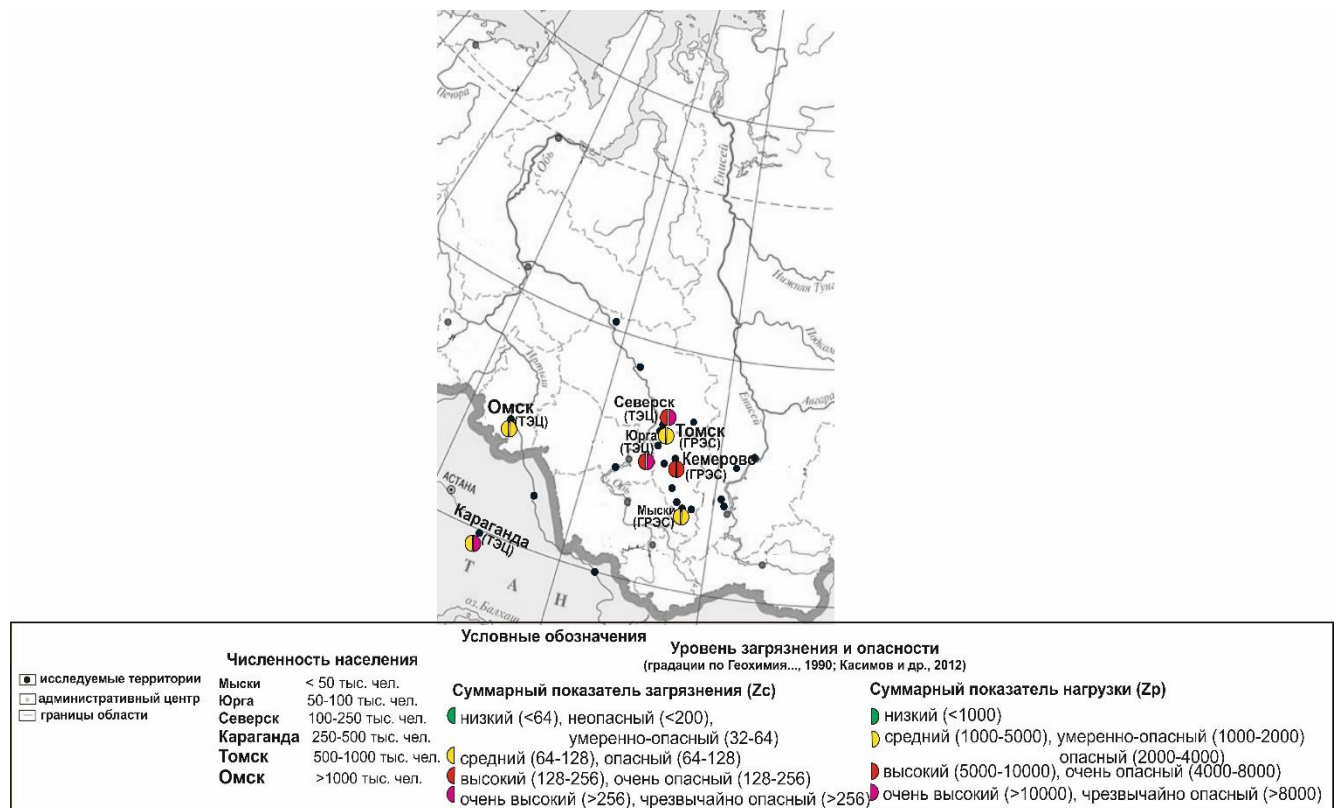 Печора
Обь
Енисей
Нижняя Тунг
Подкам
Ангара
Енисей
Иртыш
Омск
(ТЭЦ)
Северск
(ТЭЦ)
Томск
(ГРЭС)
Юрга
(ТЭЦ)
Кемерово
(ГРЭС)
Обь
АСТАНА
Мыски
(ГРЭС)
Караганда
(ТЭЦ)
Т А Н
оз.Балхаш
Условные обозначения
исследуемые территории
административный центр
границы области
Численность населения
Мыски < 50 тыс. чел.
Юрга 50-100 тыс. чел.
Северск 100-250 тыс. чел.
Караганда 250-500 тыс. чел.
Томск 500-1000 тыс. чел.
Омск >1000 тыс. чел.
Уровень загрязнения и опасности
(градации по Геохимия..., 1990; Касимов и др., 2012)
Суммарный показатель загрязнения (Zc)
низкий (<64), неопасный (<200),
умеренно-опасный (32-64)
средний (64-128), опасный (64-128)
высокий (128-256), очень опасный (128-256)
очень высокий (>256), чрезвычайно опасный (>256)
Суммарный показатель нагрузки (Zp)
низкий (<1000)
средний (1000-5000), умеренно-опасный (1000-2000)
опасный (2000-4000)
высокий (5000-10000), очень опасный (4000-8000)
очень высокий (>10000), чрезвычайно опасный (>8000)